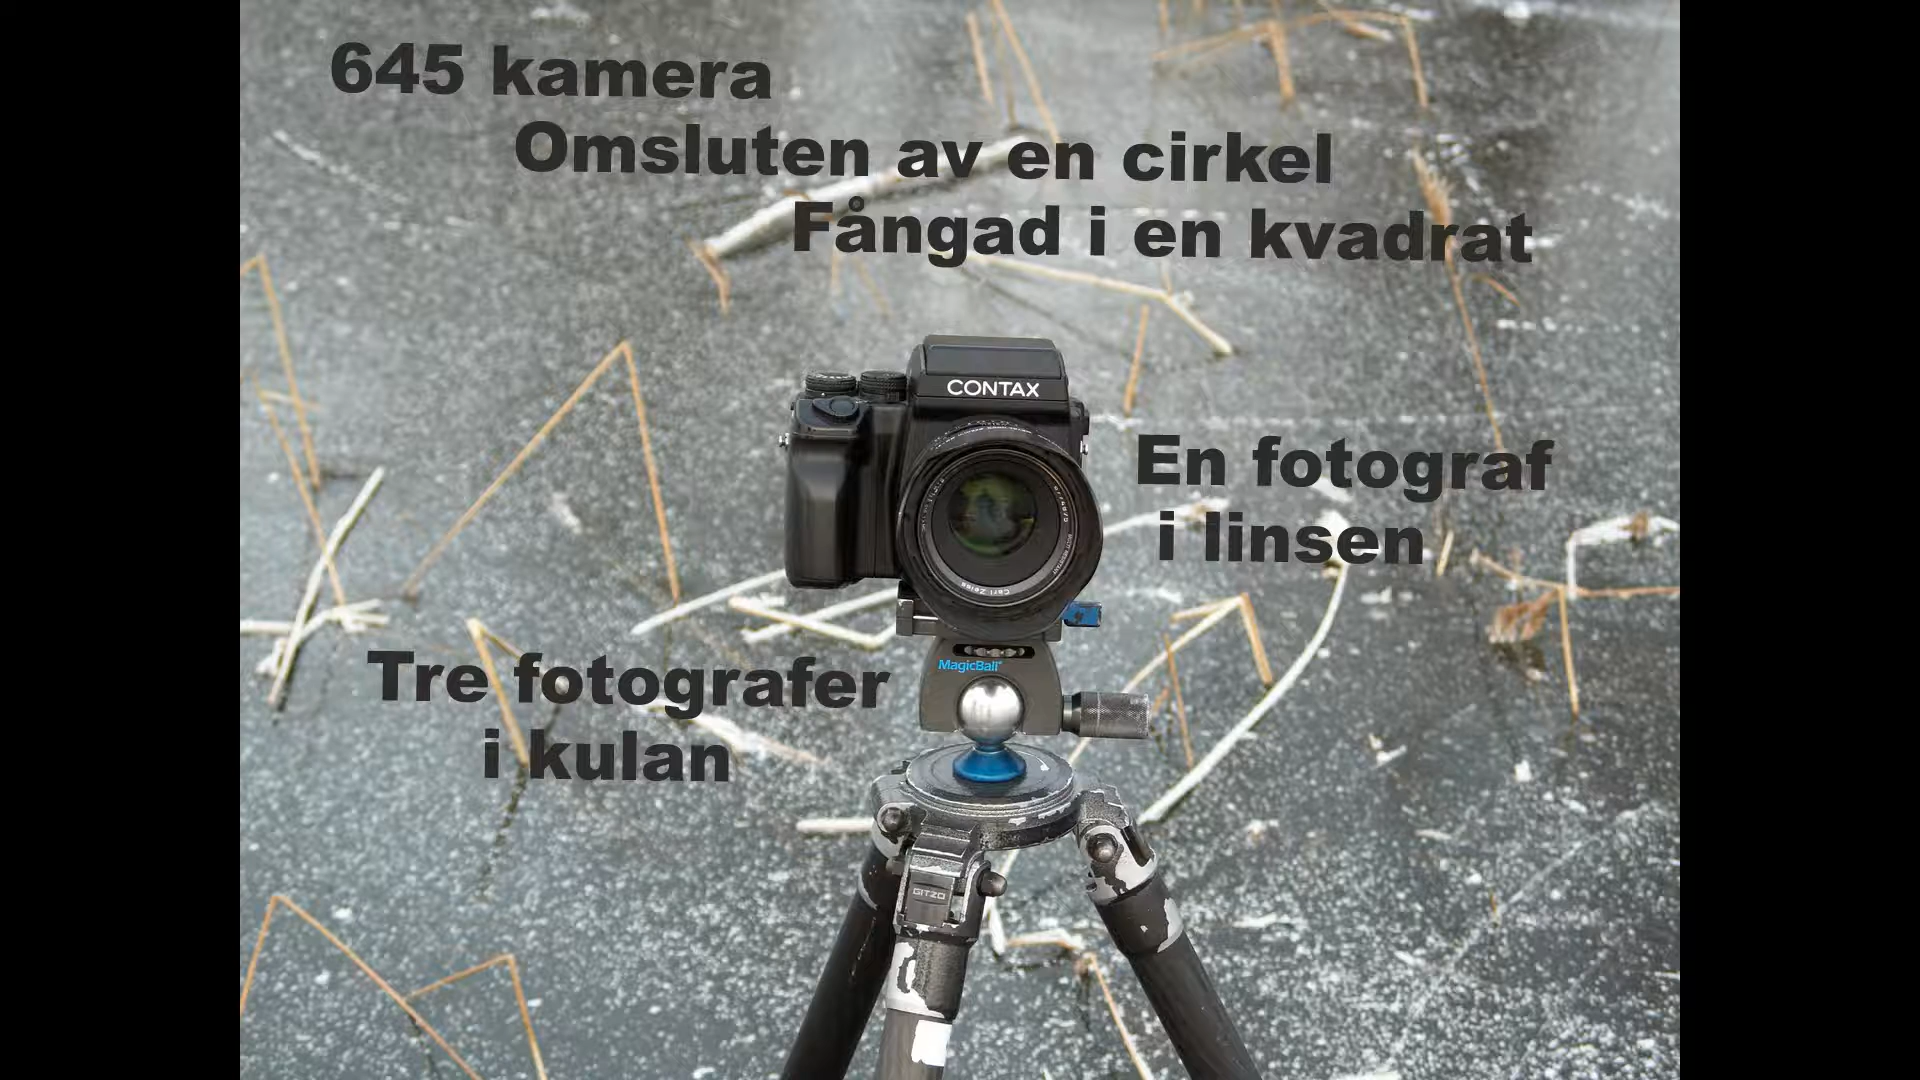 645 kamera
Omsluten av en cirkel
Fångad i en kvadrat
CONTAX
En fotograf
i linsen
Carl Zeiss
MagicBall
Tre fotografer
i kulan
GITZO